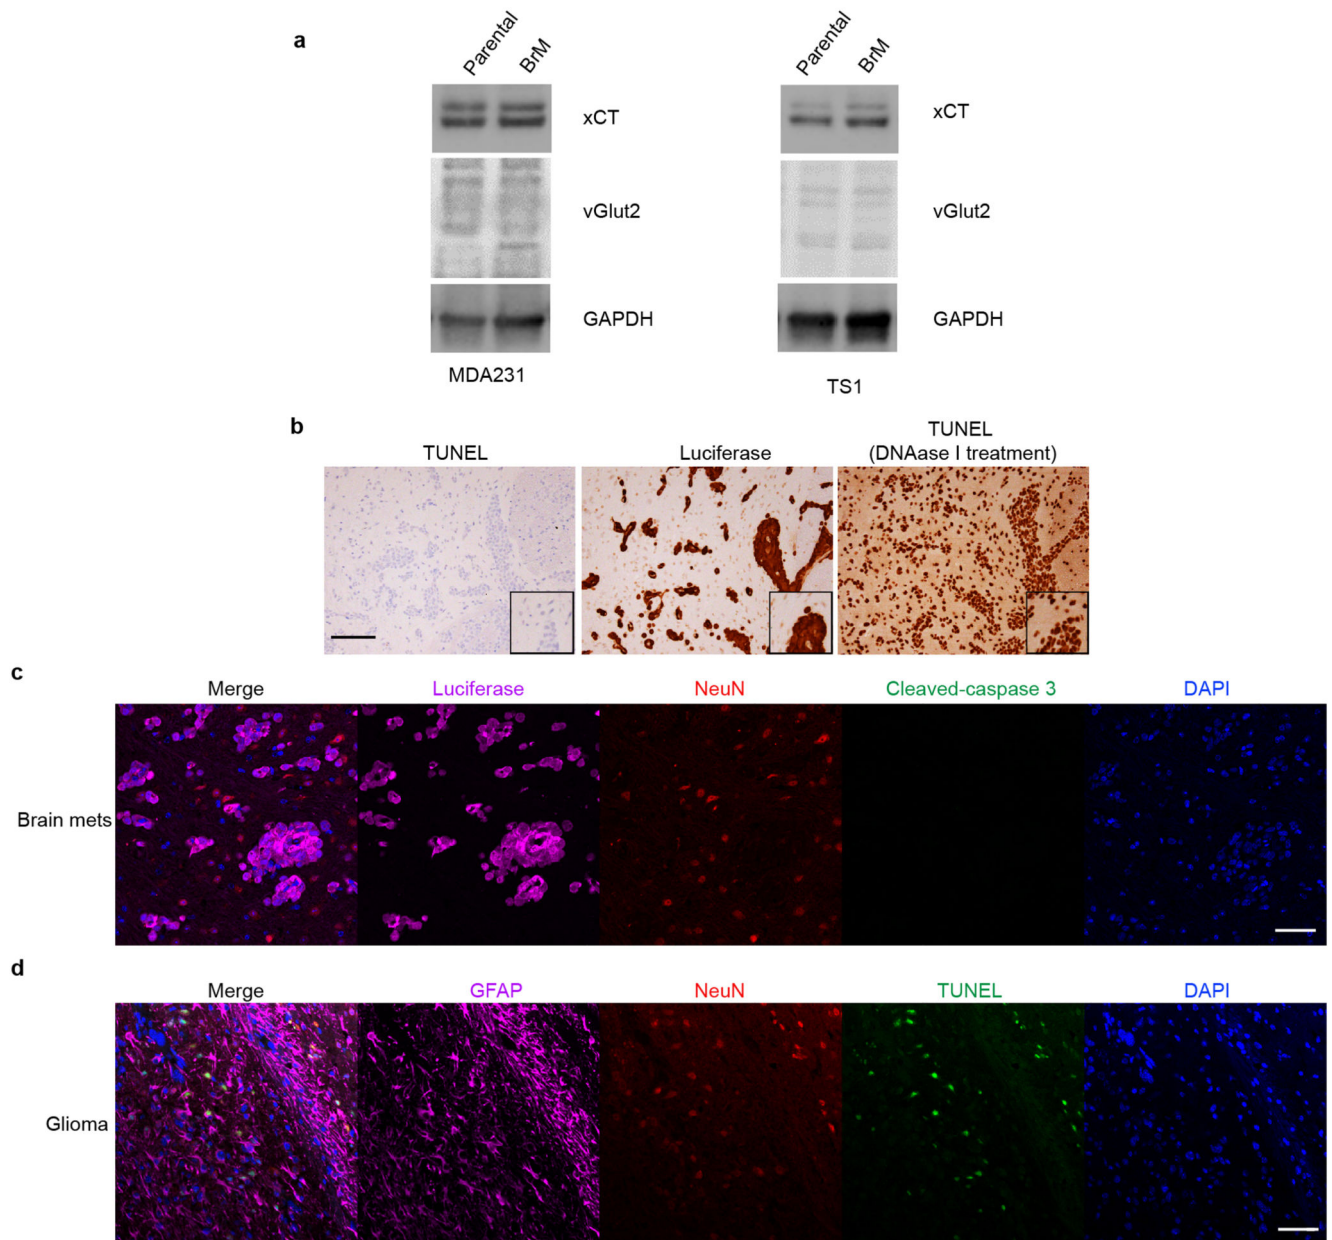 a
Parental BrM
xCT
vGlut2
GAPDH
MDA231
Parental BrM
xCT
vGlut2
GAPDH
TS1
b
TUNEL
Luciferase
TUNEL
(DNAase I treatment)
c
Merge Luciferase NeuN Cleaved-caspase 3 DAPI
Brain mets
d
Merge GFAP NeuN TUNEL DAPI
Glioma